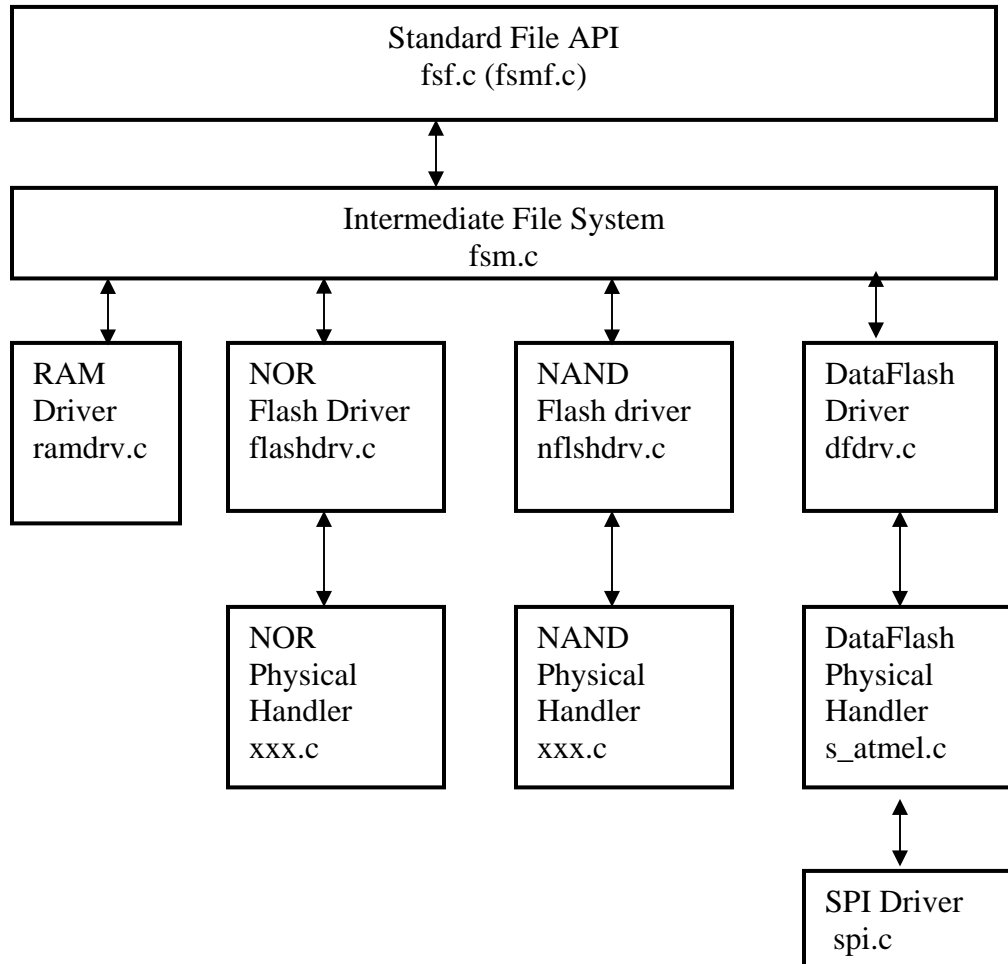 Standard File API
fsf.c (fsmf.c)
Intermediate File System
fsm.c
RAM
Driver
ramdrv.c
NOR
Flash Driver
flashdrv.c
NAND
Flash driver
nflshdrv.c
DataFlash
Driver
dfdrv.c
NOR
Physical
Handler
xxx.c
NAND
Physical
Handler
xxx.c
DataFlash
Physical
Handler
s_atmel.c
SPI Driver
spi.c